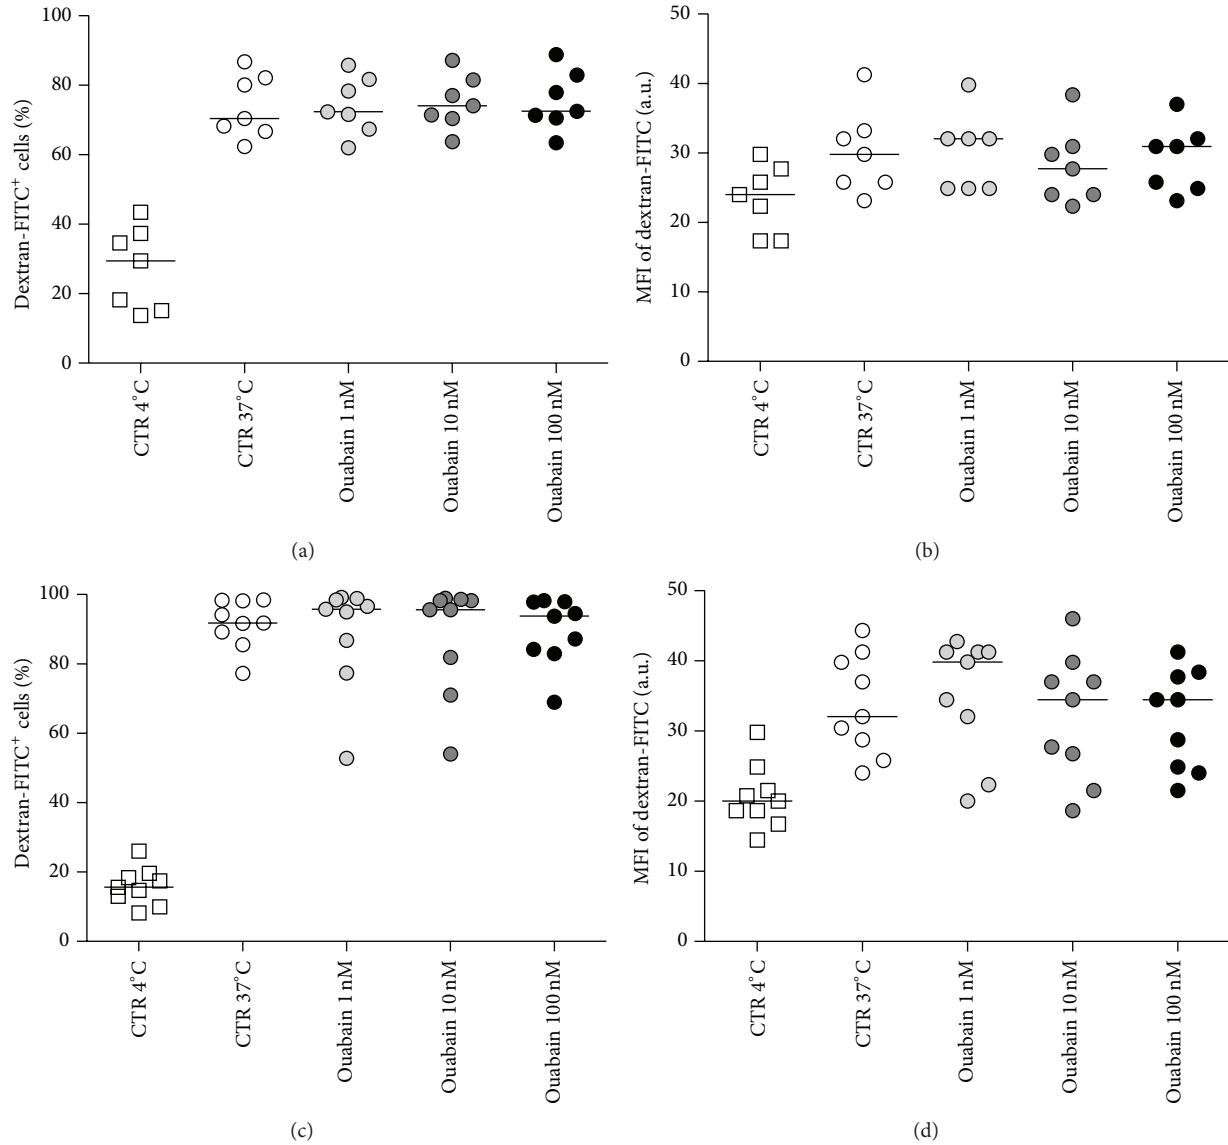 Dextran-FITC⁺ cells (%)
100
80
60
40
20
0
CTR 4°C
CTR 37°C
Ouabain 1 nM
Ouabain 10 nM
Ouabain 100 nM
(a)
MFI of dextran-FITC (a.u.)
50
40
30
20
10
0
CTR 4°C
CTR 37°C
Ouabain 1 nM
Ouabain 10 nM
Ouabain 100 nM
(b)
Dextran-FITC⁺ cells (%)
100
80
60
40
20
0
CTR 4°C
CTR 37°C
Ouabain 1 nM
Ouabain 10 nM
Ouabain 100 nM
(c)
MFI of dextran-FITC (a.u.)
50
40
30
20
10
0
CTR 4°C
CTR 37°C
Ouabain 1 nM
Ouabain 10 nM
Ouabain 100 nM
(d)